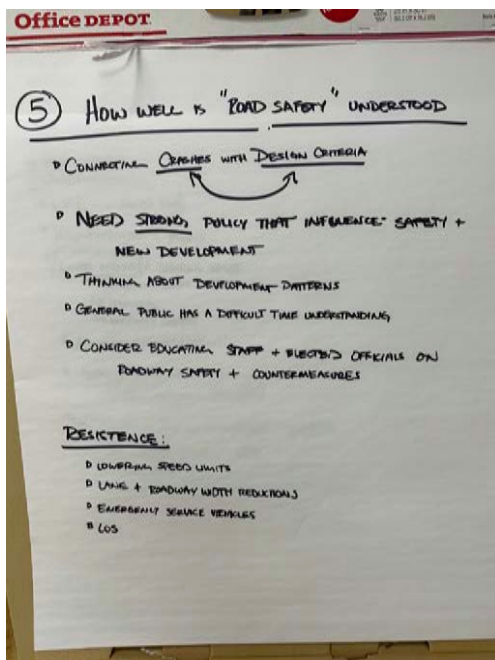 Office DEPOT.
5 HOW WELL IS "ROAD SAFETY" UNDERSTOOD
CONNECTING CRASHES WITH DESIGN CRITERIA
NEED STRONG POLICY THAT INFLUENCE SAFETY +
NEW DEVELOPMENT
THINKING ABOUT DEVELOPMENT PATTERNS
GENERAL PUBLIC HAS A DIFFICULT TIME UNDERSTANDING
CONSIDER EDUCATING STAFF + ELECTED OFFICIALS ON
ROADWAY SAFETY + COUNTERMEASURES
RESISTENCE:
LOWERING SPEED LIMITS
LANE + ROADWAY WIDTH REDUCTIONS
EMERGENCY SERVICE VEHICLES
LOS